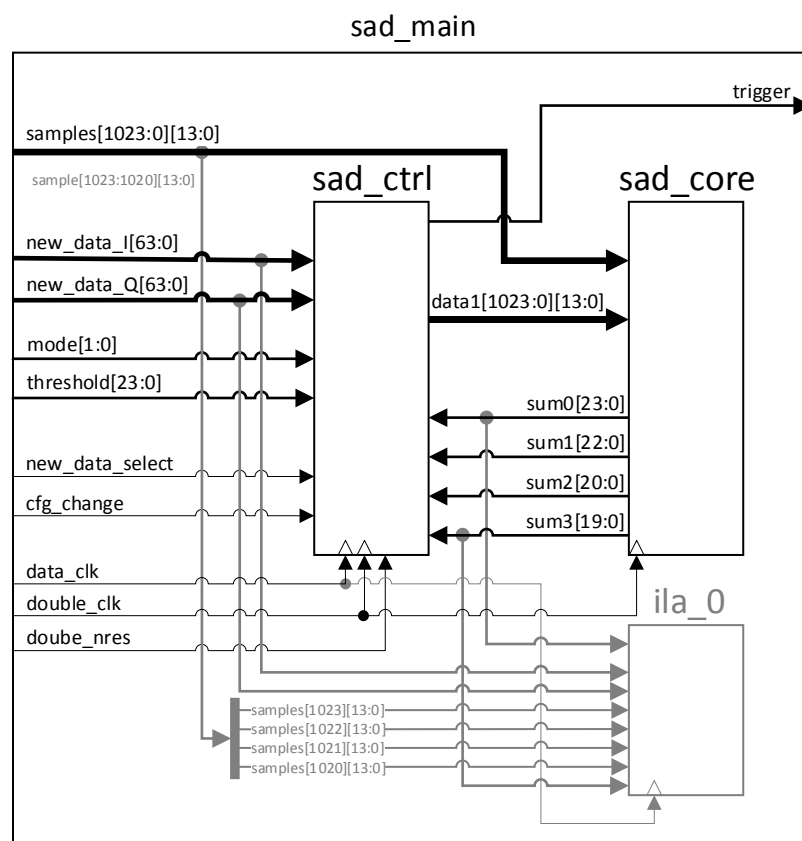 sad_main
trigger
samples[1023:0][13:0]
sample[1023:1020][13:0]
sad_ctrl
sad_core
new_data_I[63:0]
new_data_Q[63:0]
data1[1023:0][13:0]
mode[1:0]
threshold[23:0]
sum0[23:0]
sum1[22:0]
new_data_select
sum2[20:0]
cfg_change
sum3[19:0]
data_clk
double_clk
ila_0
doube_nres
samples[1023][13:0]
samples[1022][13:0]
samples[1021][13:0]
samples[1020][13:0]